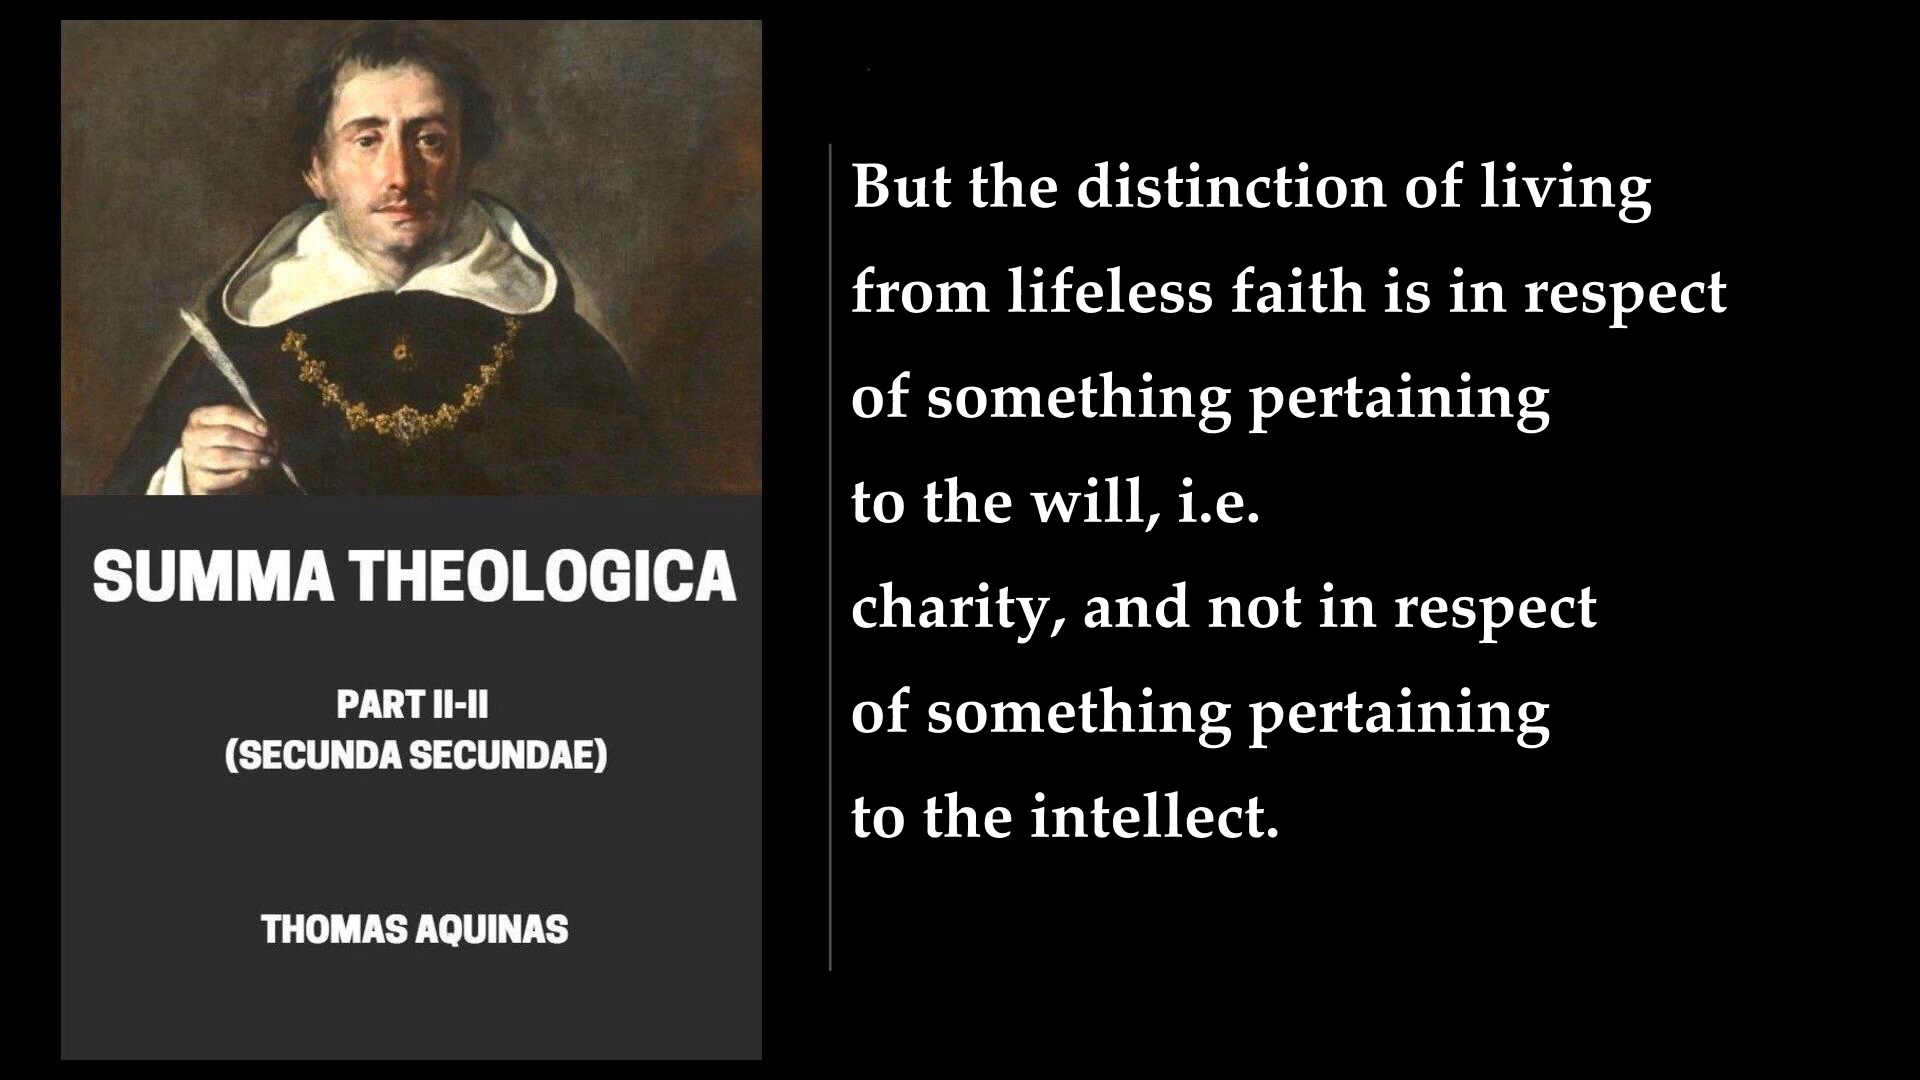 SUMMA THEOLOGICA
PART II-II
(SECUNDA SECUNDAE)
THOMAS AQUINAS
But the distinction of living
from lifeless faith is in respect
of something pertaining
to the will, i.e.
charity, and not in respect
of something pertaining
to the intellect.